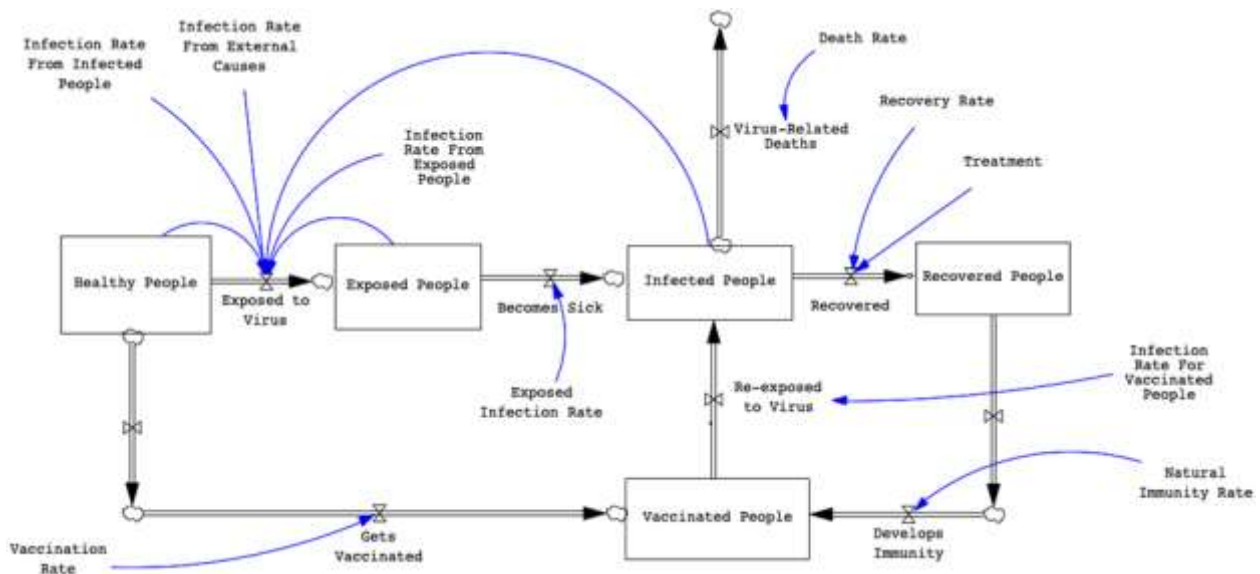 Infection Rate
From Infected
People
Infection Rate
From External
Causes
Death Rate
Recovery Rate
Infection
Rate From
Exposed
People
Virus-Related
Deaths
Treatment
Healthy People
Exposed to
Virus
Exposed People
Becomes Sick
Infected People
Recovered
Recovered People
Exposed
Infection Rate
Re-exposed
to Virus
Infection
Rate For
Vaccinated
People
Natural
Immunity Rate
Vaccination
Rate
Gets
Vaccinated
Vaccinated People
Develops
Immunity